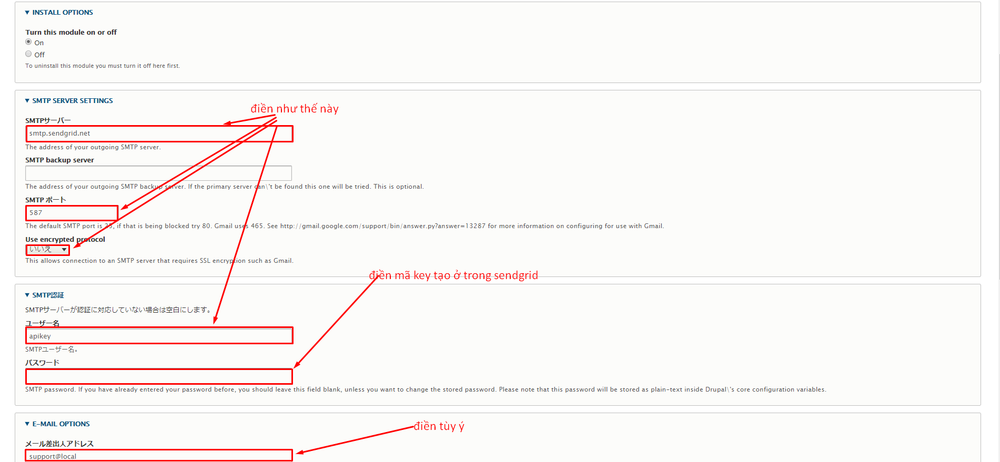 INSTALL OPTIONS
Turn this module on or off
On
Off
To uninstall this module you must turn it off here first.
SMTP SERVER SETTINGS
điền như thế này
SMTPサーバー
smtp.sendgrid.net
The address of your outgoing SMTP server.
SMTP backup server
The address of your outgoing SMTP backup server. If the primary server can\'t be found this one will be tried. This is optional.
SMTP ポート
587
The default SMTP port is 25, if that is being blocked try 80. Gmail uses 465. See http://gmail.google.com/support/bin/answer.py?answer=13287 for more information on configuring for use with Gmail.
Use encrypted protocol
いいえ
This allows connection to an SMTP server that requires SSL encryption such as Gmail.
điền mã key tạo ở trong sendgrid
SMTP認証
SMTPサーバーが認証に対応していない場合は空白にします。
ユーザー名
apikey
SMTPユーザー名。
パスワード
SMTP password. If you have already entered your password before, you should leave this field blank, unless you want to change the stored password. Please note that this password will be stored as plain-text inside Drupal\'s core configuration variables.
E-MAIL OPTIONS
điền tùy ý
メール差出人アドレス
support@local